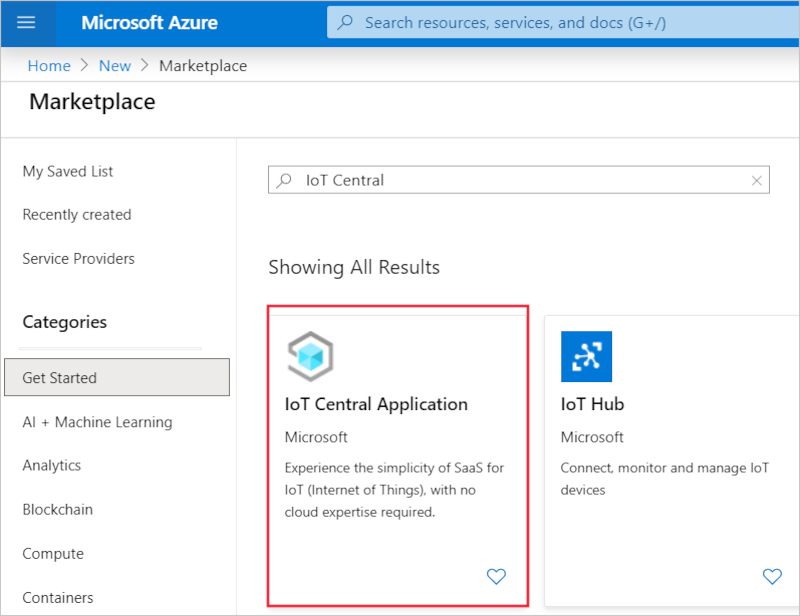 Microsoft Azure
Search resources, services, and docs (G+/)
Home > New > Marketplace
Marketplace
My Saved List
Recently created
Service Providers
Categories
Get Started
AI + Machine Learning
Analytics
Blockchain
Compute
Containers
IoT Central
Showing All Results
IoT Central Application
Microsoft
Experience the simplicity of SaaS for
IoT (Internet of Things), with no
cloud expertise required.
IoT Hub
Microsoft
Connect, monitor and manage IoT
devices